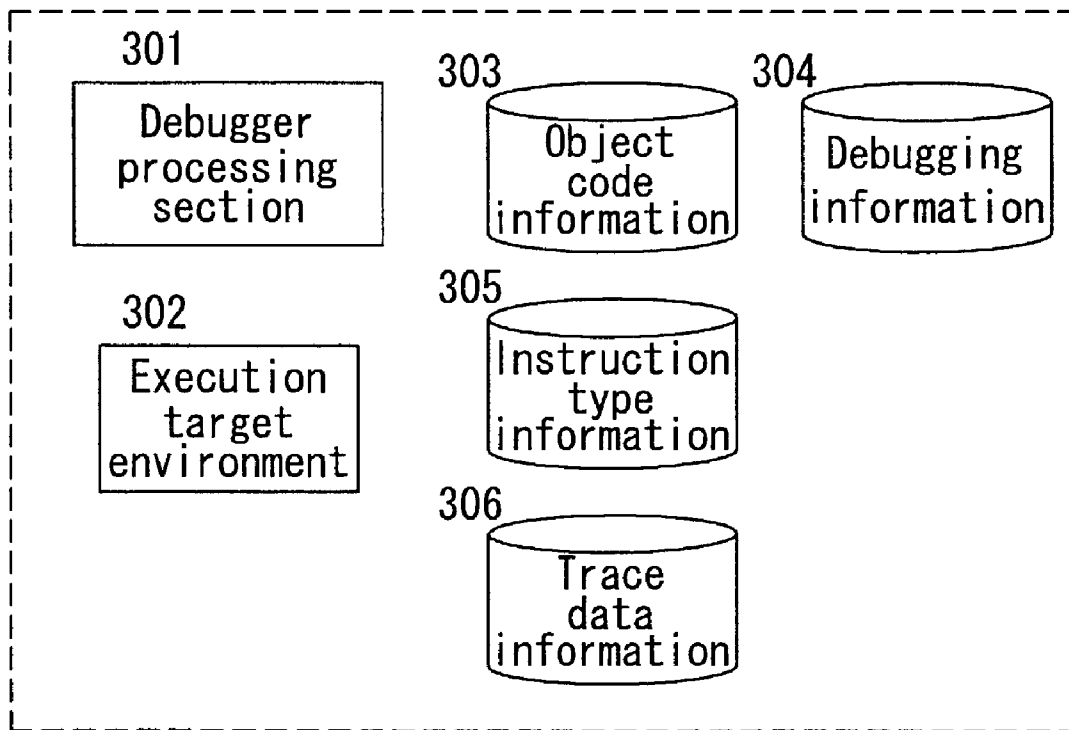 301
Debugger
processing
section
302
Execution
target
environment
303
Object
code
information
304
Debugging
information
305
Instruction
type
information
306
Trace
data
information